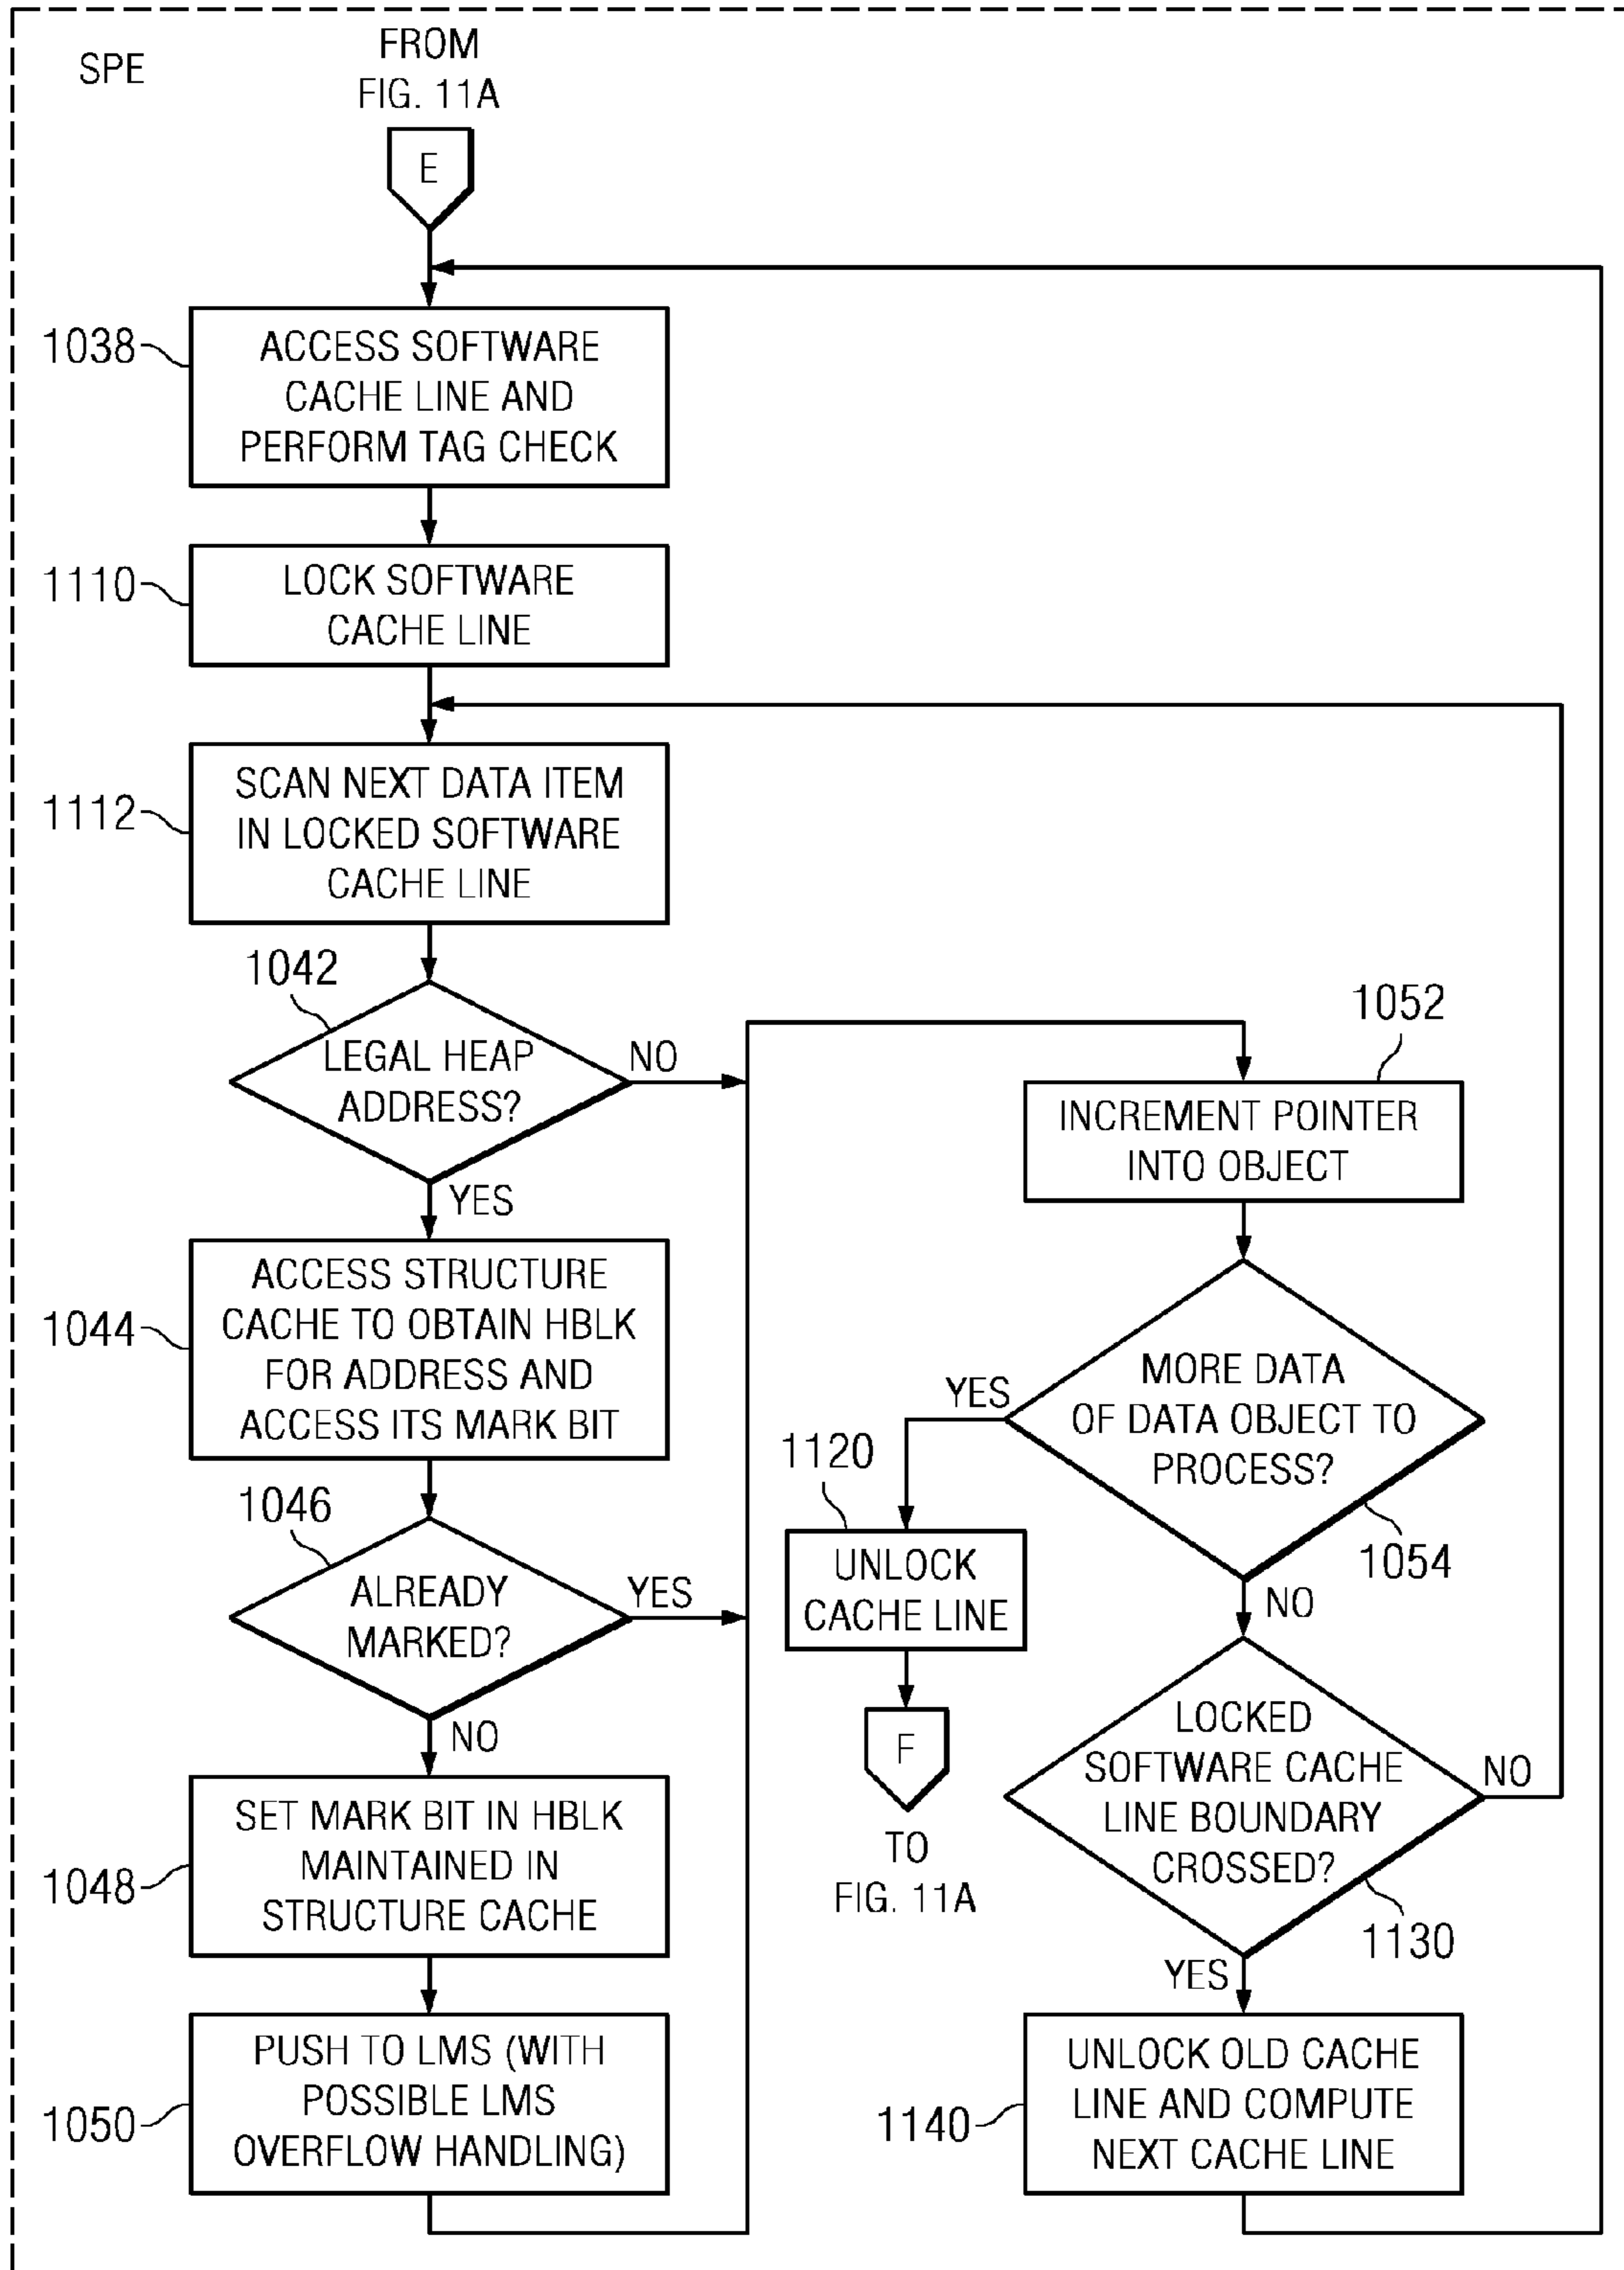 SPE
FROM
FIG. 11A
E
1038
ACCESS SOFTWARE
CACHE LINE AND
PERFORM TAG CHECK
1110
LOCK SOFTWARE
CACHE LINE
1112
SCAN NEXT DATA ITEM
IN LOCKED SOFTWARE
CACHE LINE
1042
LEGAL HEAP
ADDRESS?
NO
YES
1044
ACCESS STRUCTURE
CACHE TO OBTAIN HBLK
FOR ADDRESS AND
ACCESS ITS MARK BIT
1046
ALREADY
MARKED?
YES
NO
1048
SET MARK BIT IN HBLK
MAINTAINED IN
STRUCTURE CACHE
1050
PUSH TO LMS (WITH
POSSIBLE LMS
OVERFLOW HANDLING)
1052
INCREMENT POINTER
INTO OBJECT
MORE DATA
OF DATA OBJECT TO
PROCESS?
1054
YES
NO
1120
UNLOCK
CACHE LINE
F
TO
FIG. 11A
LOCKED
SOFTWARE CACHE
LINE BOUNDARY
CROSSED?
NO
1130
YES
1140
UNLOCK OLD CACHE
LINE AND COMPUTE
NEXT CACHE LINE